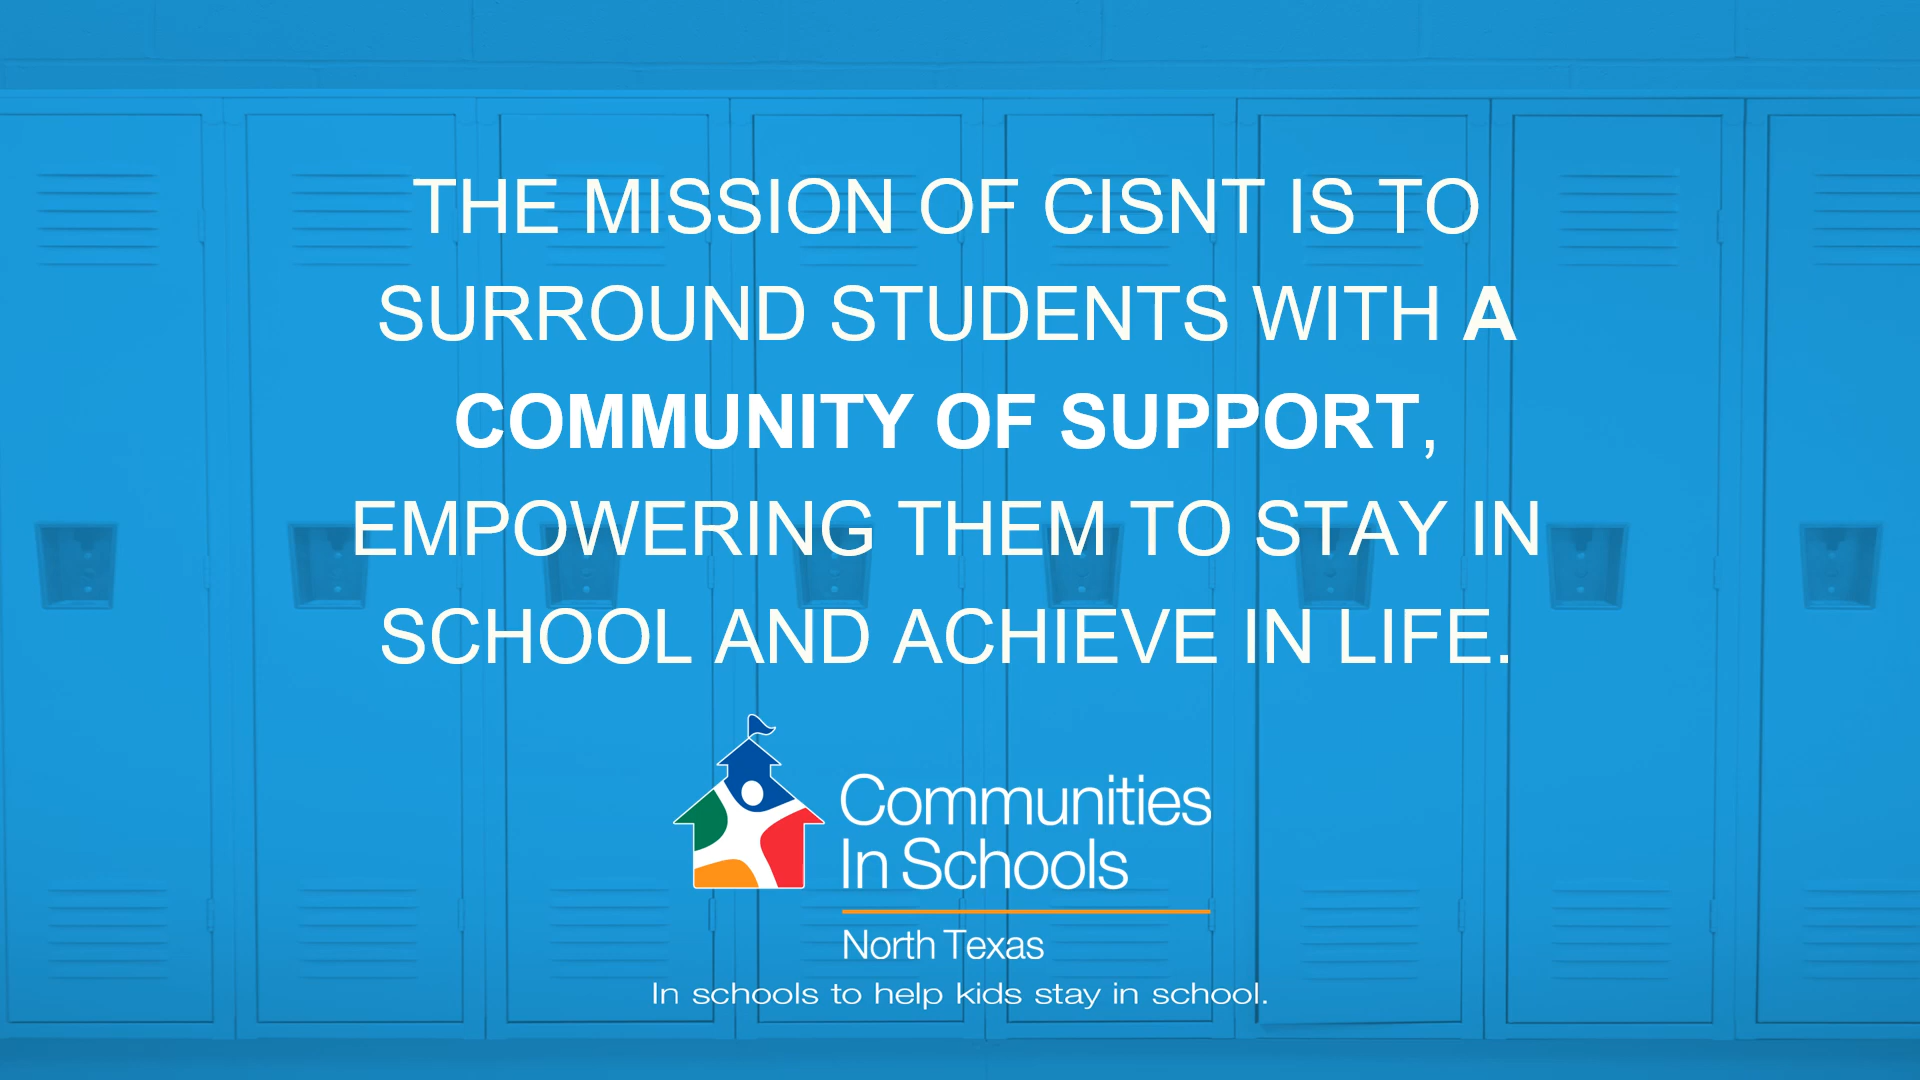 THE MISSION OF CISNT IS TO
SURROUND STUDENTS WITH A
COMMUNITY OF SUPPORT,
EMPOWERING THEM TO STAY IN
SCHOOL AND ACHIEVE IN LIFE.
Communities
In Schools
North Texas
In schools to help kids stay in school.